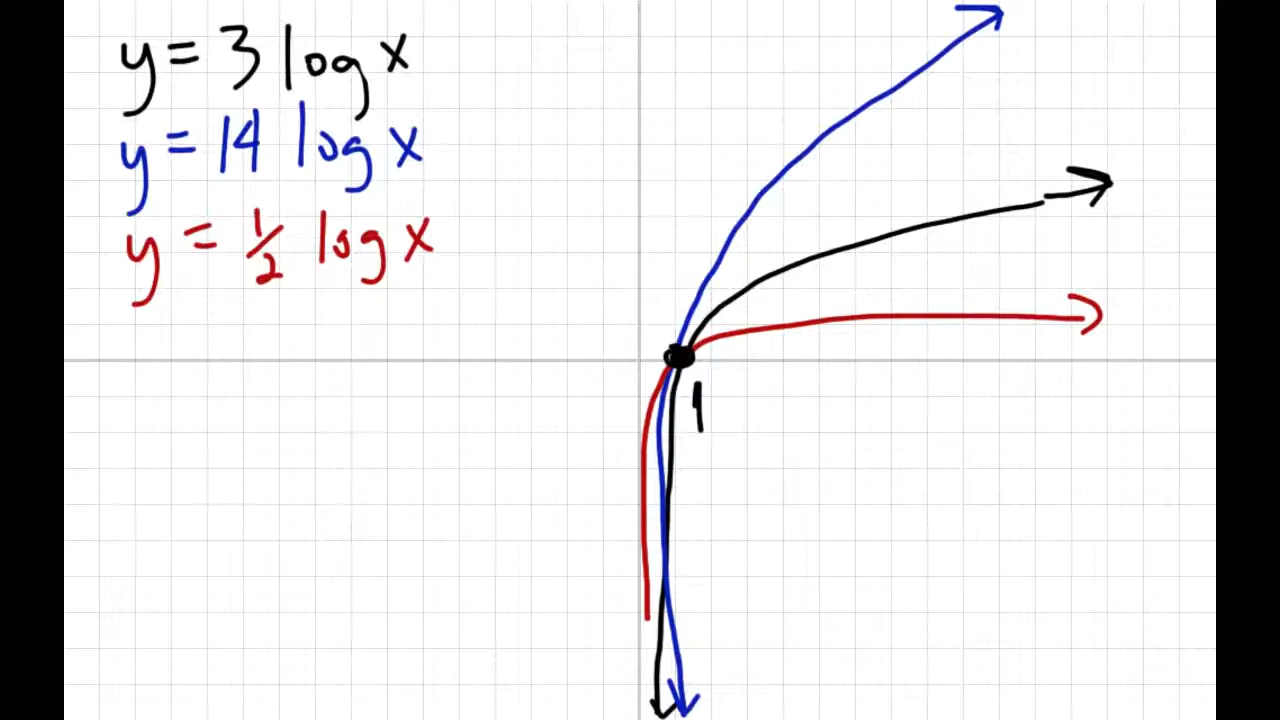 y = 3 log x
y = 14 log x
y = 1/2 log x
1